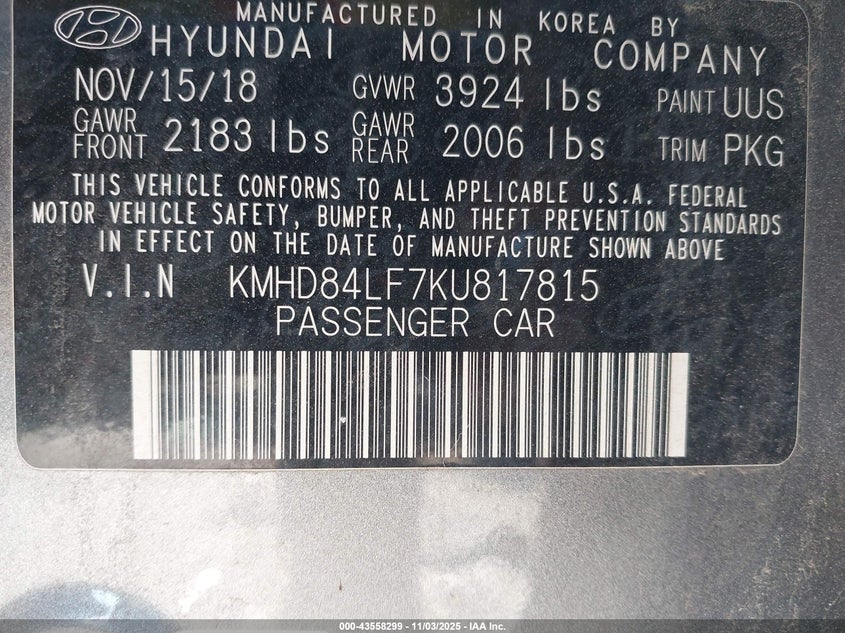 MANUFACTURED IN KOREA BY
HYUNDAI MOTOR COMPANY
NOV/15/18 GVWR 3924 lbs PAINT UUS
GAWR FRONT 2183 lbs GAWR REAR 2006 lbs TRIM PKG
THIS VEHICLE CONFORMS TO ALL APPLICABLE U.S.A. FEDERAL
MOTOR VEHICLE SAFETY, BUMPER, AND THEFT PREVENTION STANDARDS
IN EFFECT ON THE DATE OF MANUFACTURE SHOWN ABOVE
V.I.N KMHD84LF7KU817815
PASSENGER CAR
000-43558299 - 11/03/2025 - IAA Inc.